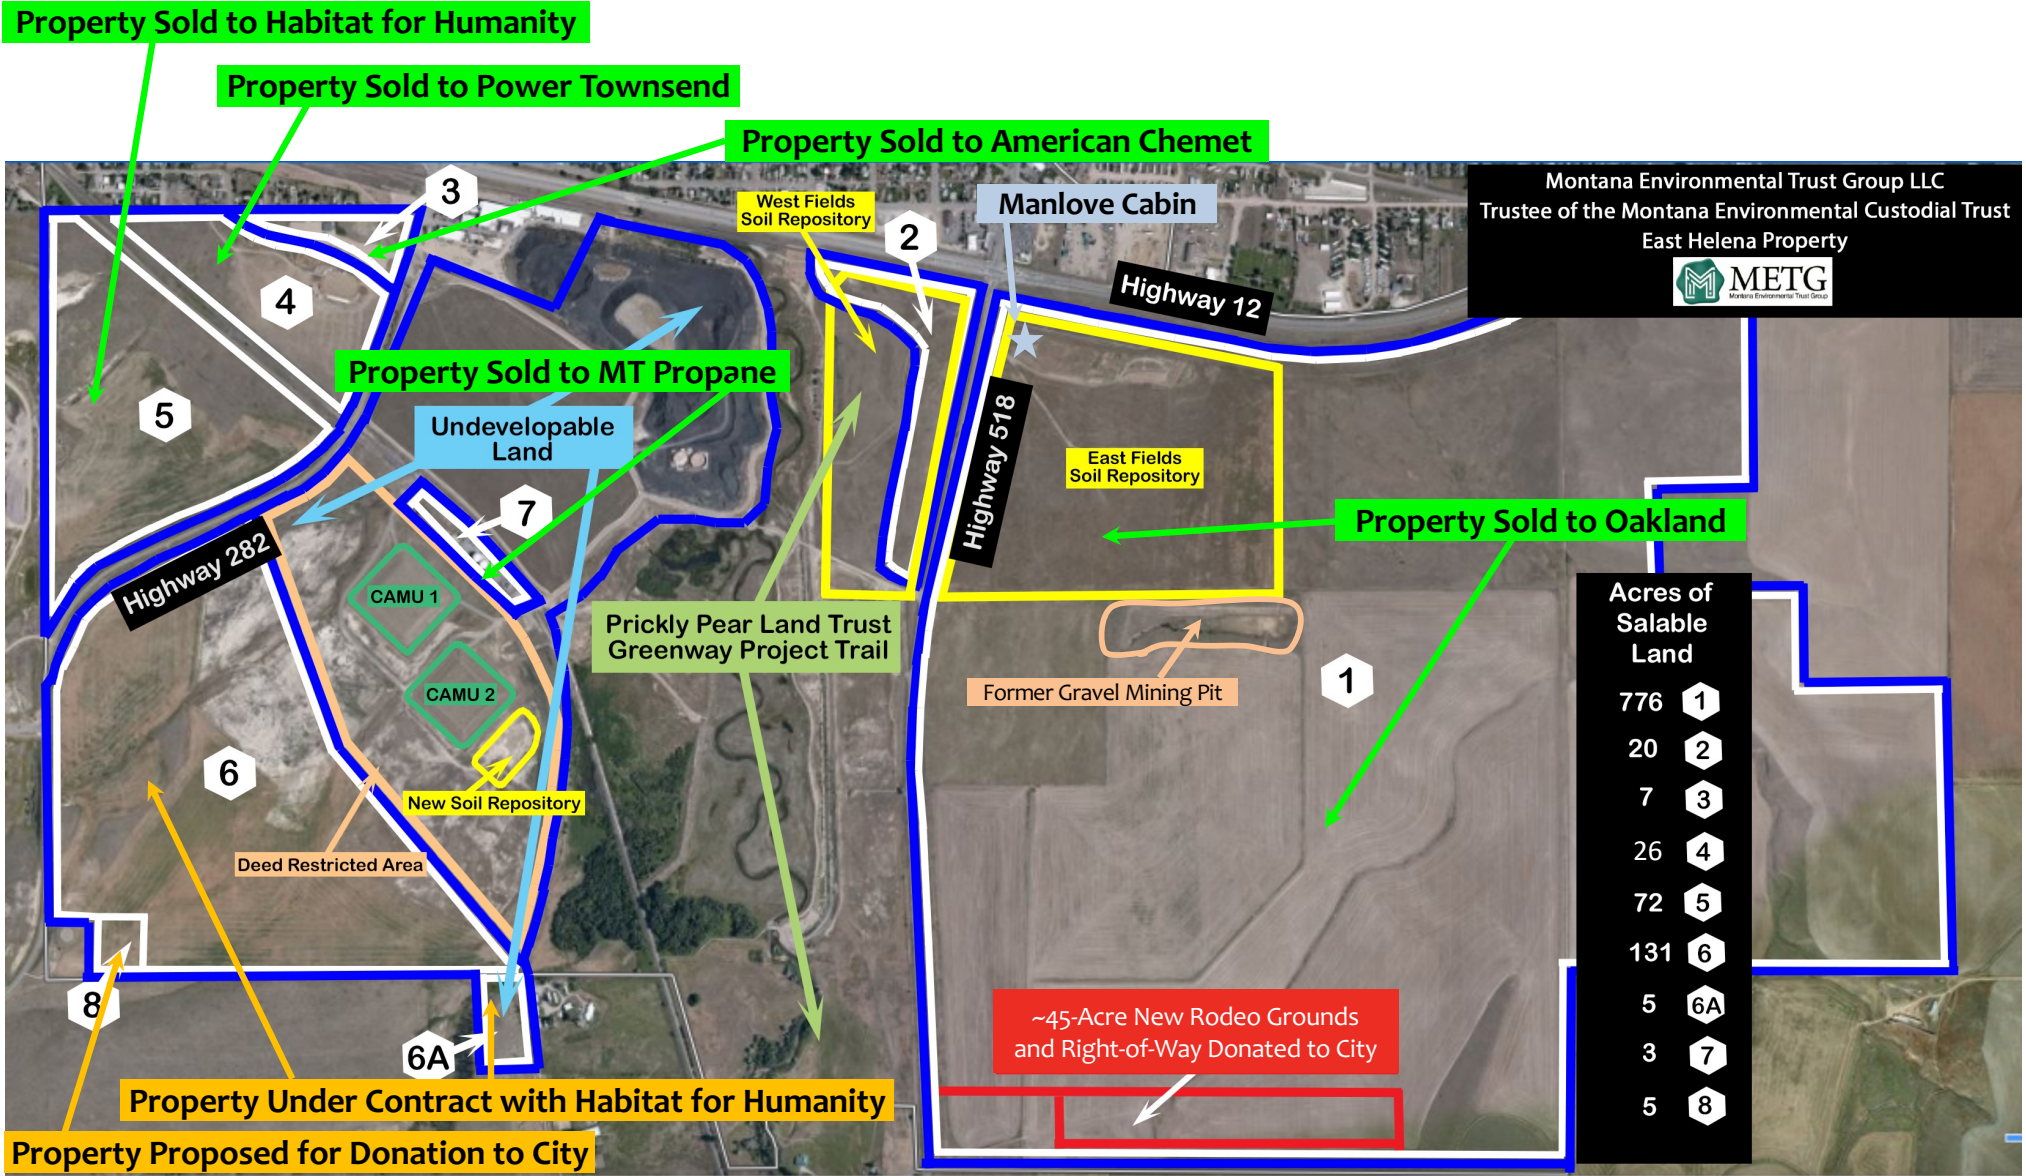 Property Sold to Habitat for Humanity
Property Sold to Power Townsend
Property Sold to American Chemet
3
West Fields
Soil Repository
2
Manlove Cabin
Montana Environmental Trust Group LLC
Trustee of the Montana Environmental Custodial Trust
East Helena Property
METG
Montana Environmental Trust Group
Highway 12
4
Property Sold to MT Propane
5
Undevelopable
Land
Highway 518
East Fields
Soil Repository
7
Property Sold to Oakland
Highway 282
CAMU 1
Prickly Pear Land Trust
Greenway Project Trail
CAMU 2
Former Gravel Mining Pit
1
6
New Soil Repository
Deed Restricted Area
Acres of
Salable
Land
776 1
20 2
7 3
26 4
72 5
131 6
5 6A
3 7
5 8
8
6A
~45-Acre New Rodeo Grounds
and Right-of-Way Donated to City
Property Under Contract with Habitat for Humanity
Property Proposed for Donation to City